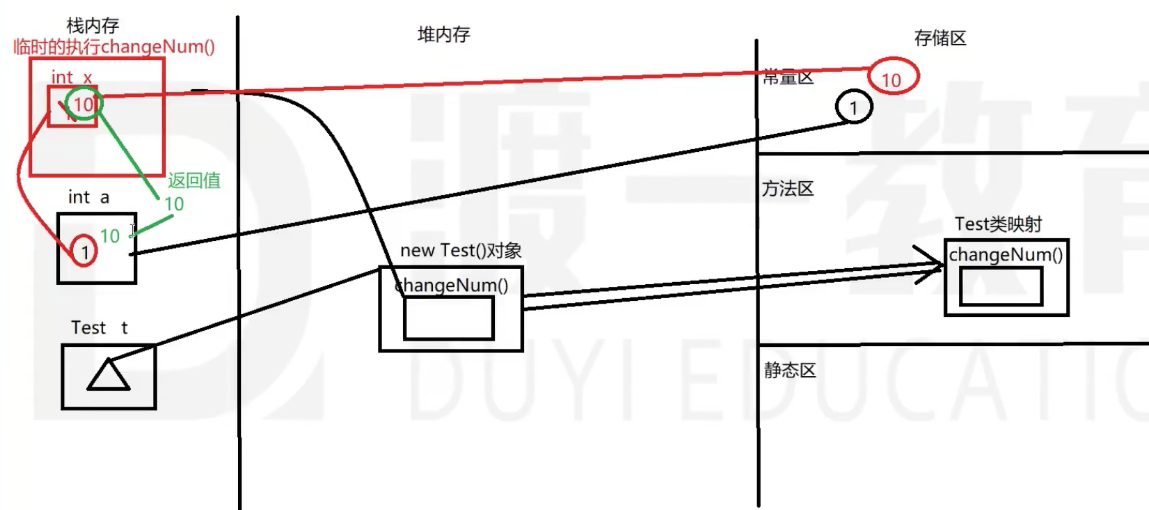 栈内存
临时的执行changeNum()
int x
10
返回值
10
int a
10
1
Test t
堆内存
new Test()对象
changeNum()
存储区
常量区
10
1
方法区
Test类映射
changeNum()
静态区
渡一教育
DUYI EDUCATION